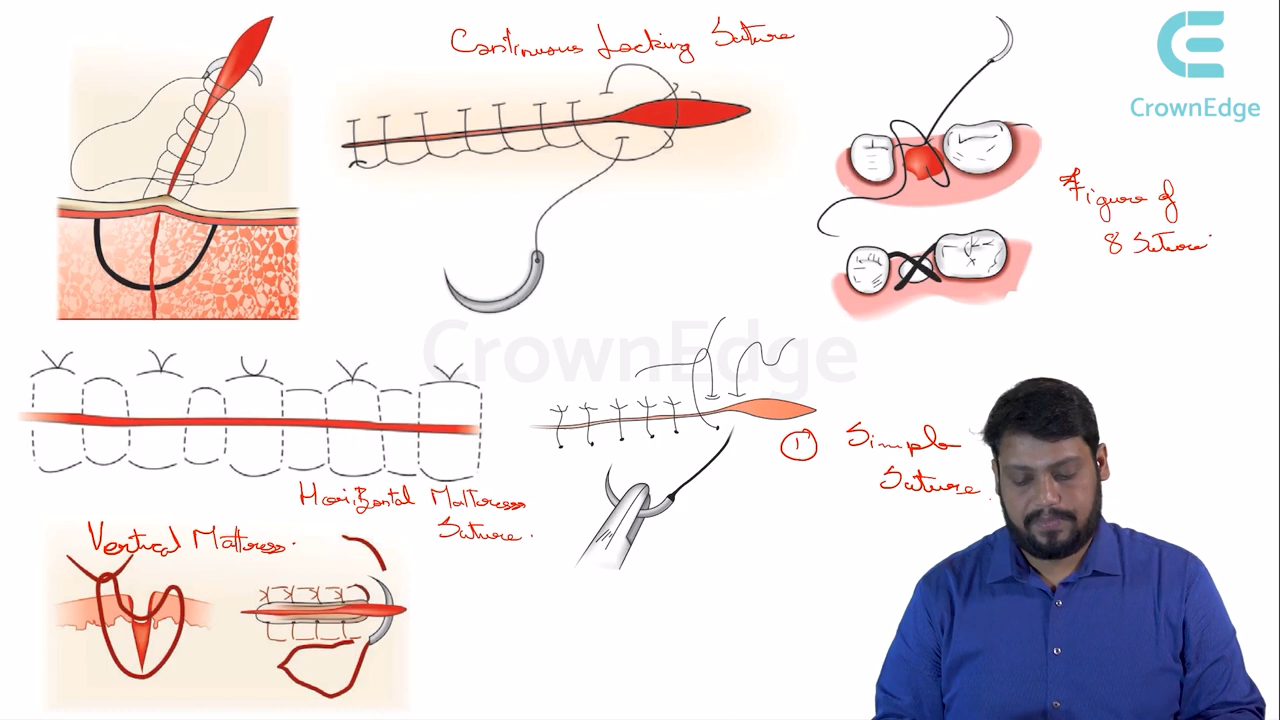 Continuous Locking Suture
CrownEdge
Figure of
8 Suture
CrownEdge
① Simple
Suture.
Horizontal Mattress
Suture.
Vertical Mattress.